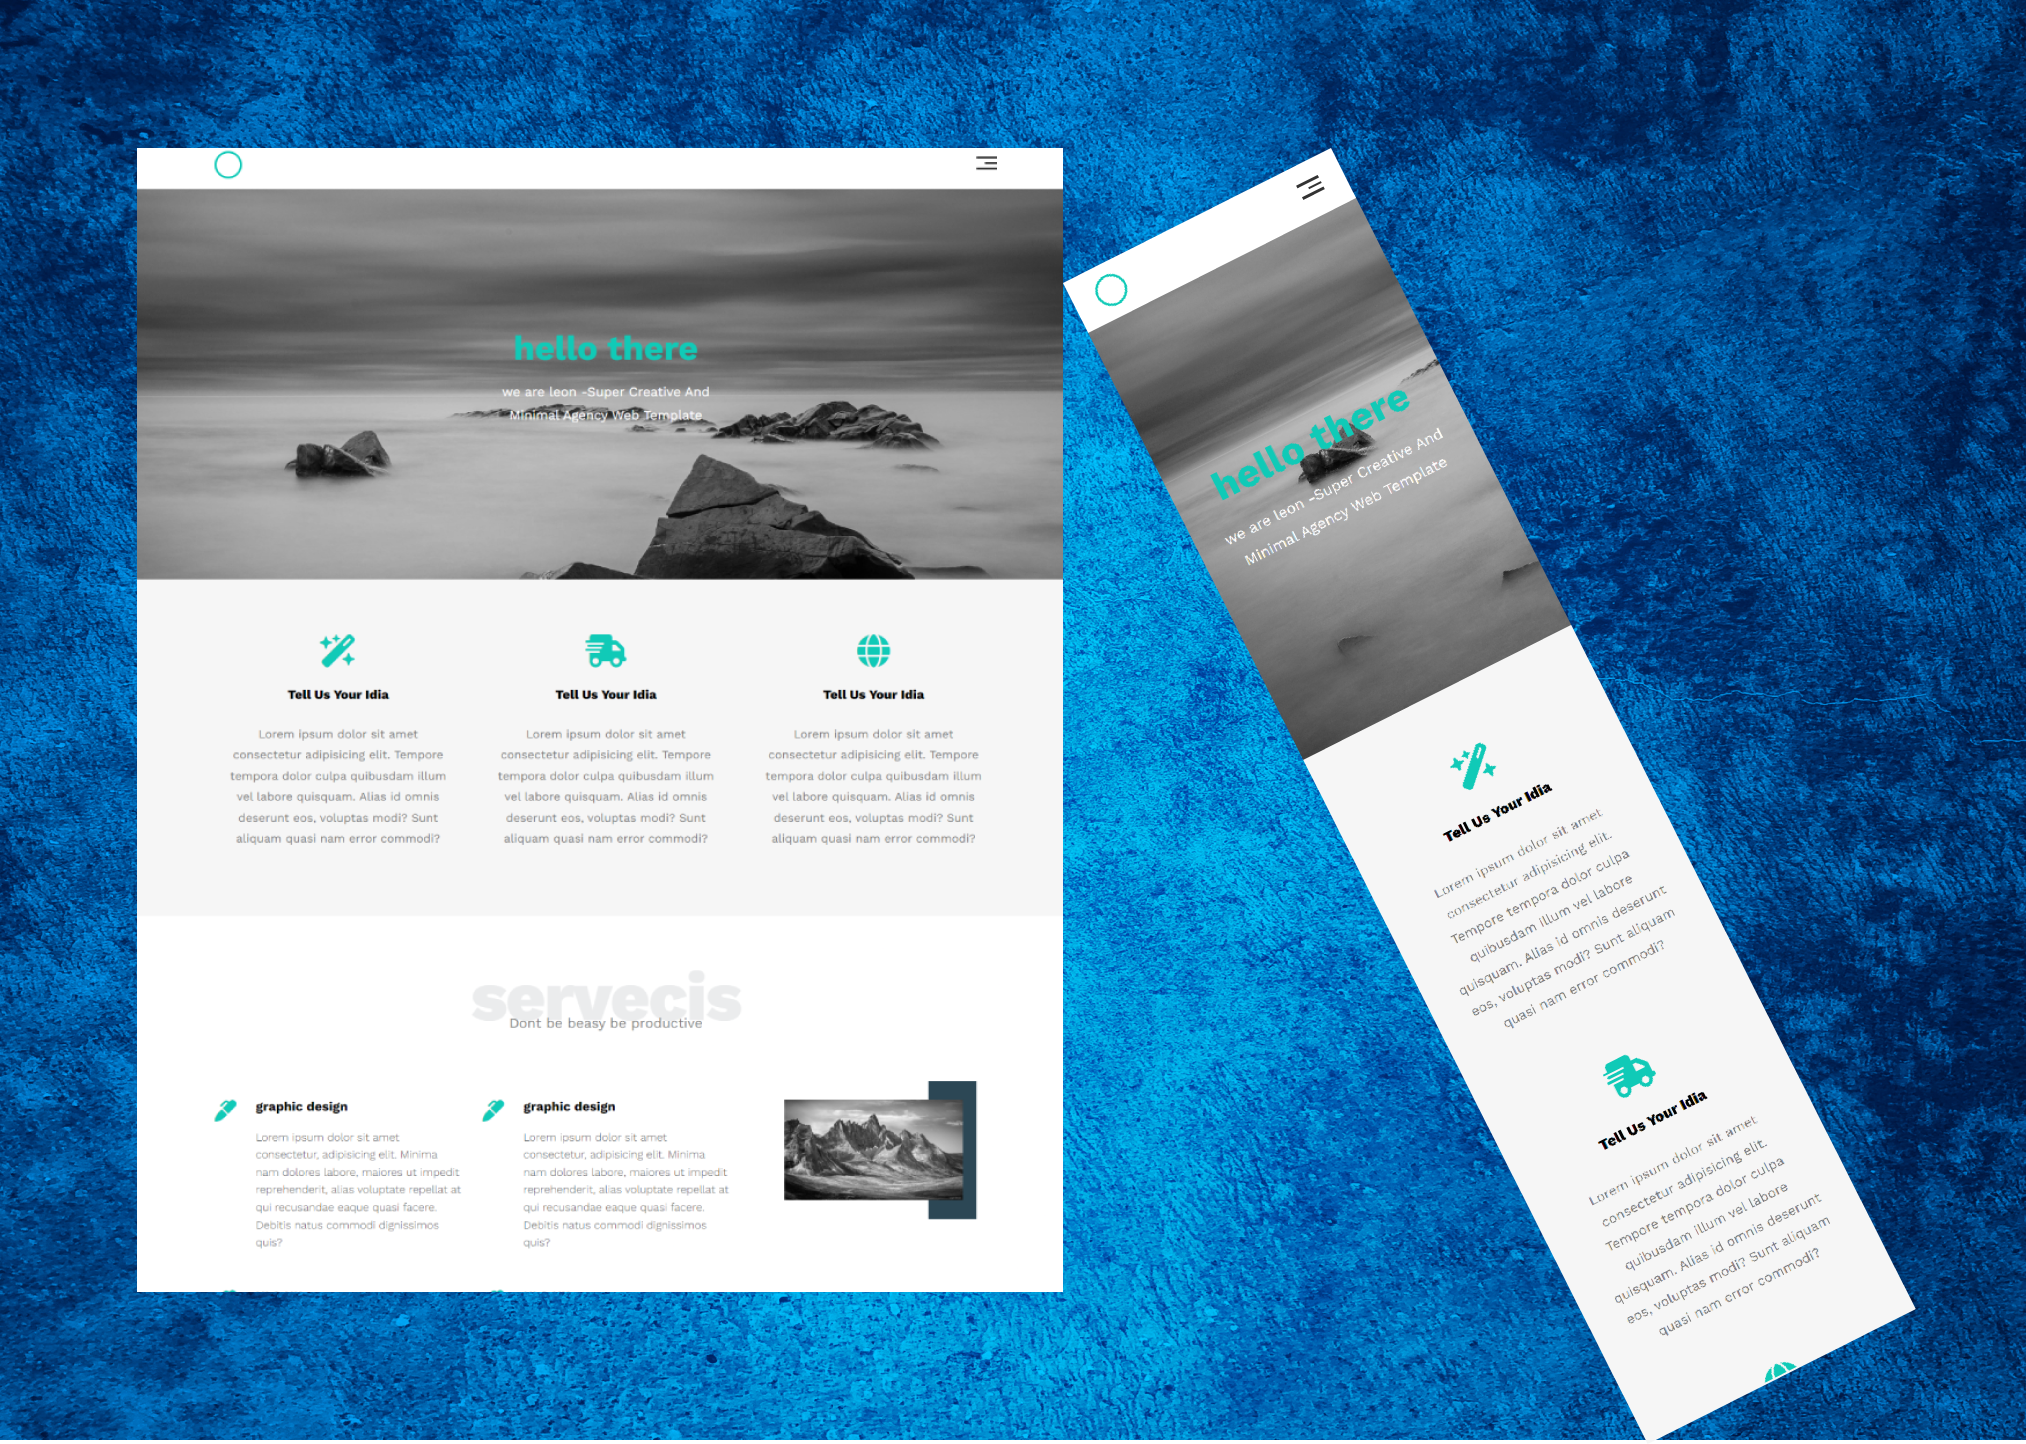 hello there
we are leon -Super Creative And
Minimal Agency Web Template
Tell Us Your Idia
Lorem ipsum dolor sit amet
consectetur adipisicing elit. Tempore
tempora dolor culpa quibusdam illum
vel labore quisquam. Alias id omnis
deserunt eos, voluptas modi? Sunt
aliquam quasi nam error commodi?
Tell Us Your Idia
Lorem ipsum dolor sit amet
consectetur adipisicing elit. Tempore
tempora dolor culpa quibusdam illum
vel labore quisquam. Alias id omnis
deserunt eos, voluptas modi? Sunt
aliquam quasi nam error commodi?
Tell Us Your Idia
Lorem ipsum dolor sit amet
consectetur adipisicing elit. Tempore
tempora dolor culpa quibusdam illum
vel labore quisquam. Alias id omnis
deserunt eos, voluptas modi? Sunt
aliquam quasi nam error commodi?
servecis
Dont be beasy be productive
graphic design
Lorem ipsum dolor sit amet
consectetur, adipisicing elit. Minima
nam dolores labore, maiores ut impedit
reprehenderit, alias voluptate repellat at
qui recusandae eaque quasi facere.
Debitis natus commodi dignissimos
quis?
graphic design
Lorem ipsum dolor sit amet
consectetur, adipisicing elit. Minima
nam dolores labore, maiores ut impedit
reprehenderit, alias voluptate repellat at
qui recusandae eaque quasi facere.
Debitis natus commodi dignissimos
quis?
hello there
we are leon -Super Creative And
Minimal Agency Web Template
Tell Us Your Idia
Lorem ipsum dolor sit amet
consectetur adipisicing elit.
Tempore tempora dolor culpa
quibusdam illum vel labore
quisquam. Alias id omnis deserunt
eos, voluptas modi? Sunt aliquam
quasi nam error commodi?
Tell Us Your Idia
Lorem ipsum dolor sit amet
consectetur adipisicing elit.
Tempore tempora dolor culpa
quibusdam illum vel labore
quisquam. Alias id omnis deserunt
eos, voluptas modi? Sunt aliquam
quasi nam error commodi?